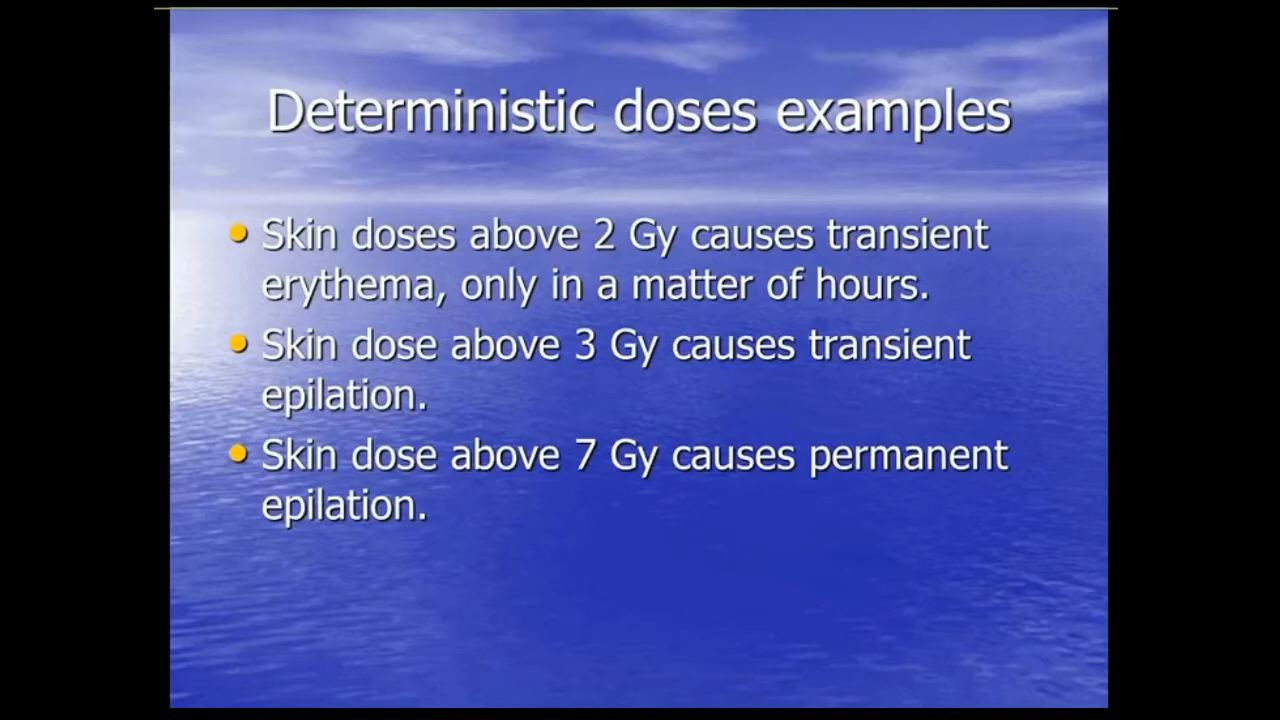 Deterministic doses examples
• Skin doses above 2 Gy causes transient
erythema, only in a matter of hours.
• Skin dose above 3 Gy causes transient
epilation.
• Skin dose above 7 Gy causes permanent
epilation.